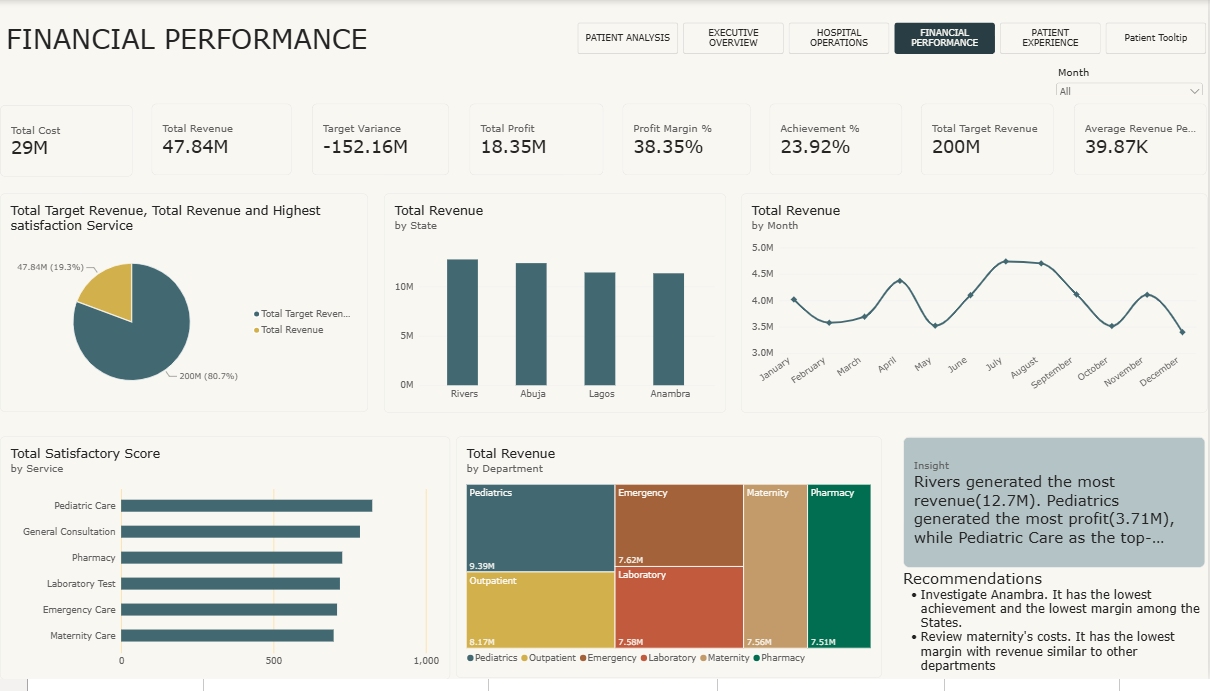 FINANCIAL PERFORMANCE
PATIENT ANALYSIS
EXECUTIVE
OVERVIEW
HOSPITAL
OPERATIONS
FINANCIAL
PERFORMANCE
PATIENT
EXPERIENCE
Patient Tooltip
Month
All
Total Cost
29M
Total Revenue
47.84M
Target Variance
-152.16M
Total Profit
18.35M
Profit Margin %
38.35%
Achievement %
23.92%
Total Target Revenue
200M
Average Revenue Pe...
39.87K
Total Target Revenue, Total Revenue and Highest
satisfaction Service
47.84M (19.3%)
200M (80.7%)
Total Target Reven...
Total Revenue
Total Revenue
by State
10M
5M
0M
Rivers
Abuja
Lagos
Anambra
Total Revenue
by Month
5.0M
4.5M
4.0M
3.5M
3.0M
January
February
March
April
May
June
July
August
September
October
November
December
Total Satisfactory Score
by Service
Pediatric Care
General Consultation
Pharmacy
Laboratory Test
Emergency Care
Maternity Care
0
500
1,000
Total Revenue
by Department
Pediatrics
9.39M
Outpatient
8.17M
Emergency
7.62M
Laboratory
7.58M
Maternity
7.56M
Pharmacy
7.51M
Pediatrics Outpatient Emergency Laboratory Maternity Pharmacy
Insight
Rivers generated the most
revenue(12.7M). Pediatrics
generated the most profit(3.71M),
while Pediatric Care as the top-...
Recommendations
• Investigate Anambra. It has the lowest
achievement and the lowest margin among the
States.
• Review maternity's costs. It has the lowest
margin with revenue similar to other
departments